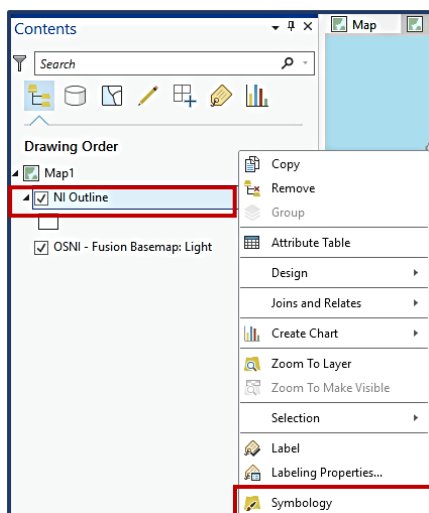 Contents
Map
Search
Drawing Order
Map1
NI Outline
OSNI - Fusion Basemap: Light
Copy
Remove
Group
Attribute Table
Design
Joins and Relates
Create Chart
Zoom To Layer
Zoom To Make Visible
Selection
Label
Labeling Properties...
Symbology